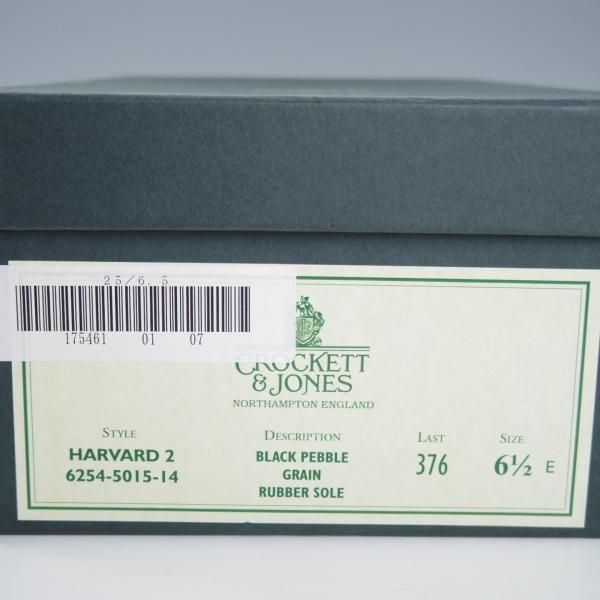 25/6.5
175461 01 07
CROCKETT
& JONES
NORTHAMPTON ENGLAND
STYLE DESCRIPTION LAST SIZE
HARVARD 2 BLACK PEBBLE 376 6½ E
6254-5015-14 GRAIN
RUBBER SOLE